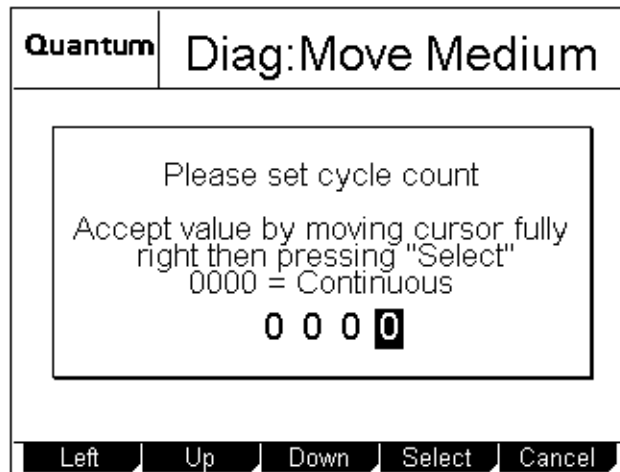 Quantum
Diag:Move Medium
Please set cycle count
Accept value by moving cursor fully
right then pressing "Select"
0000 = Continuous
0 0 0 0
Left Up Down Select Cancel